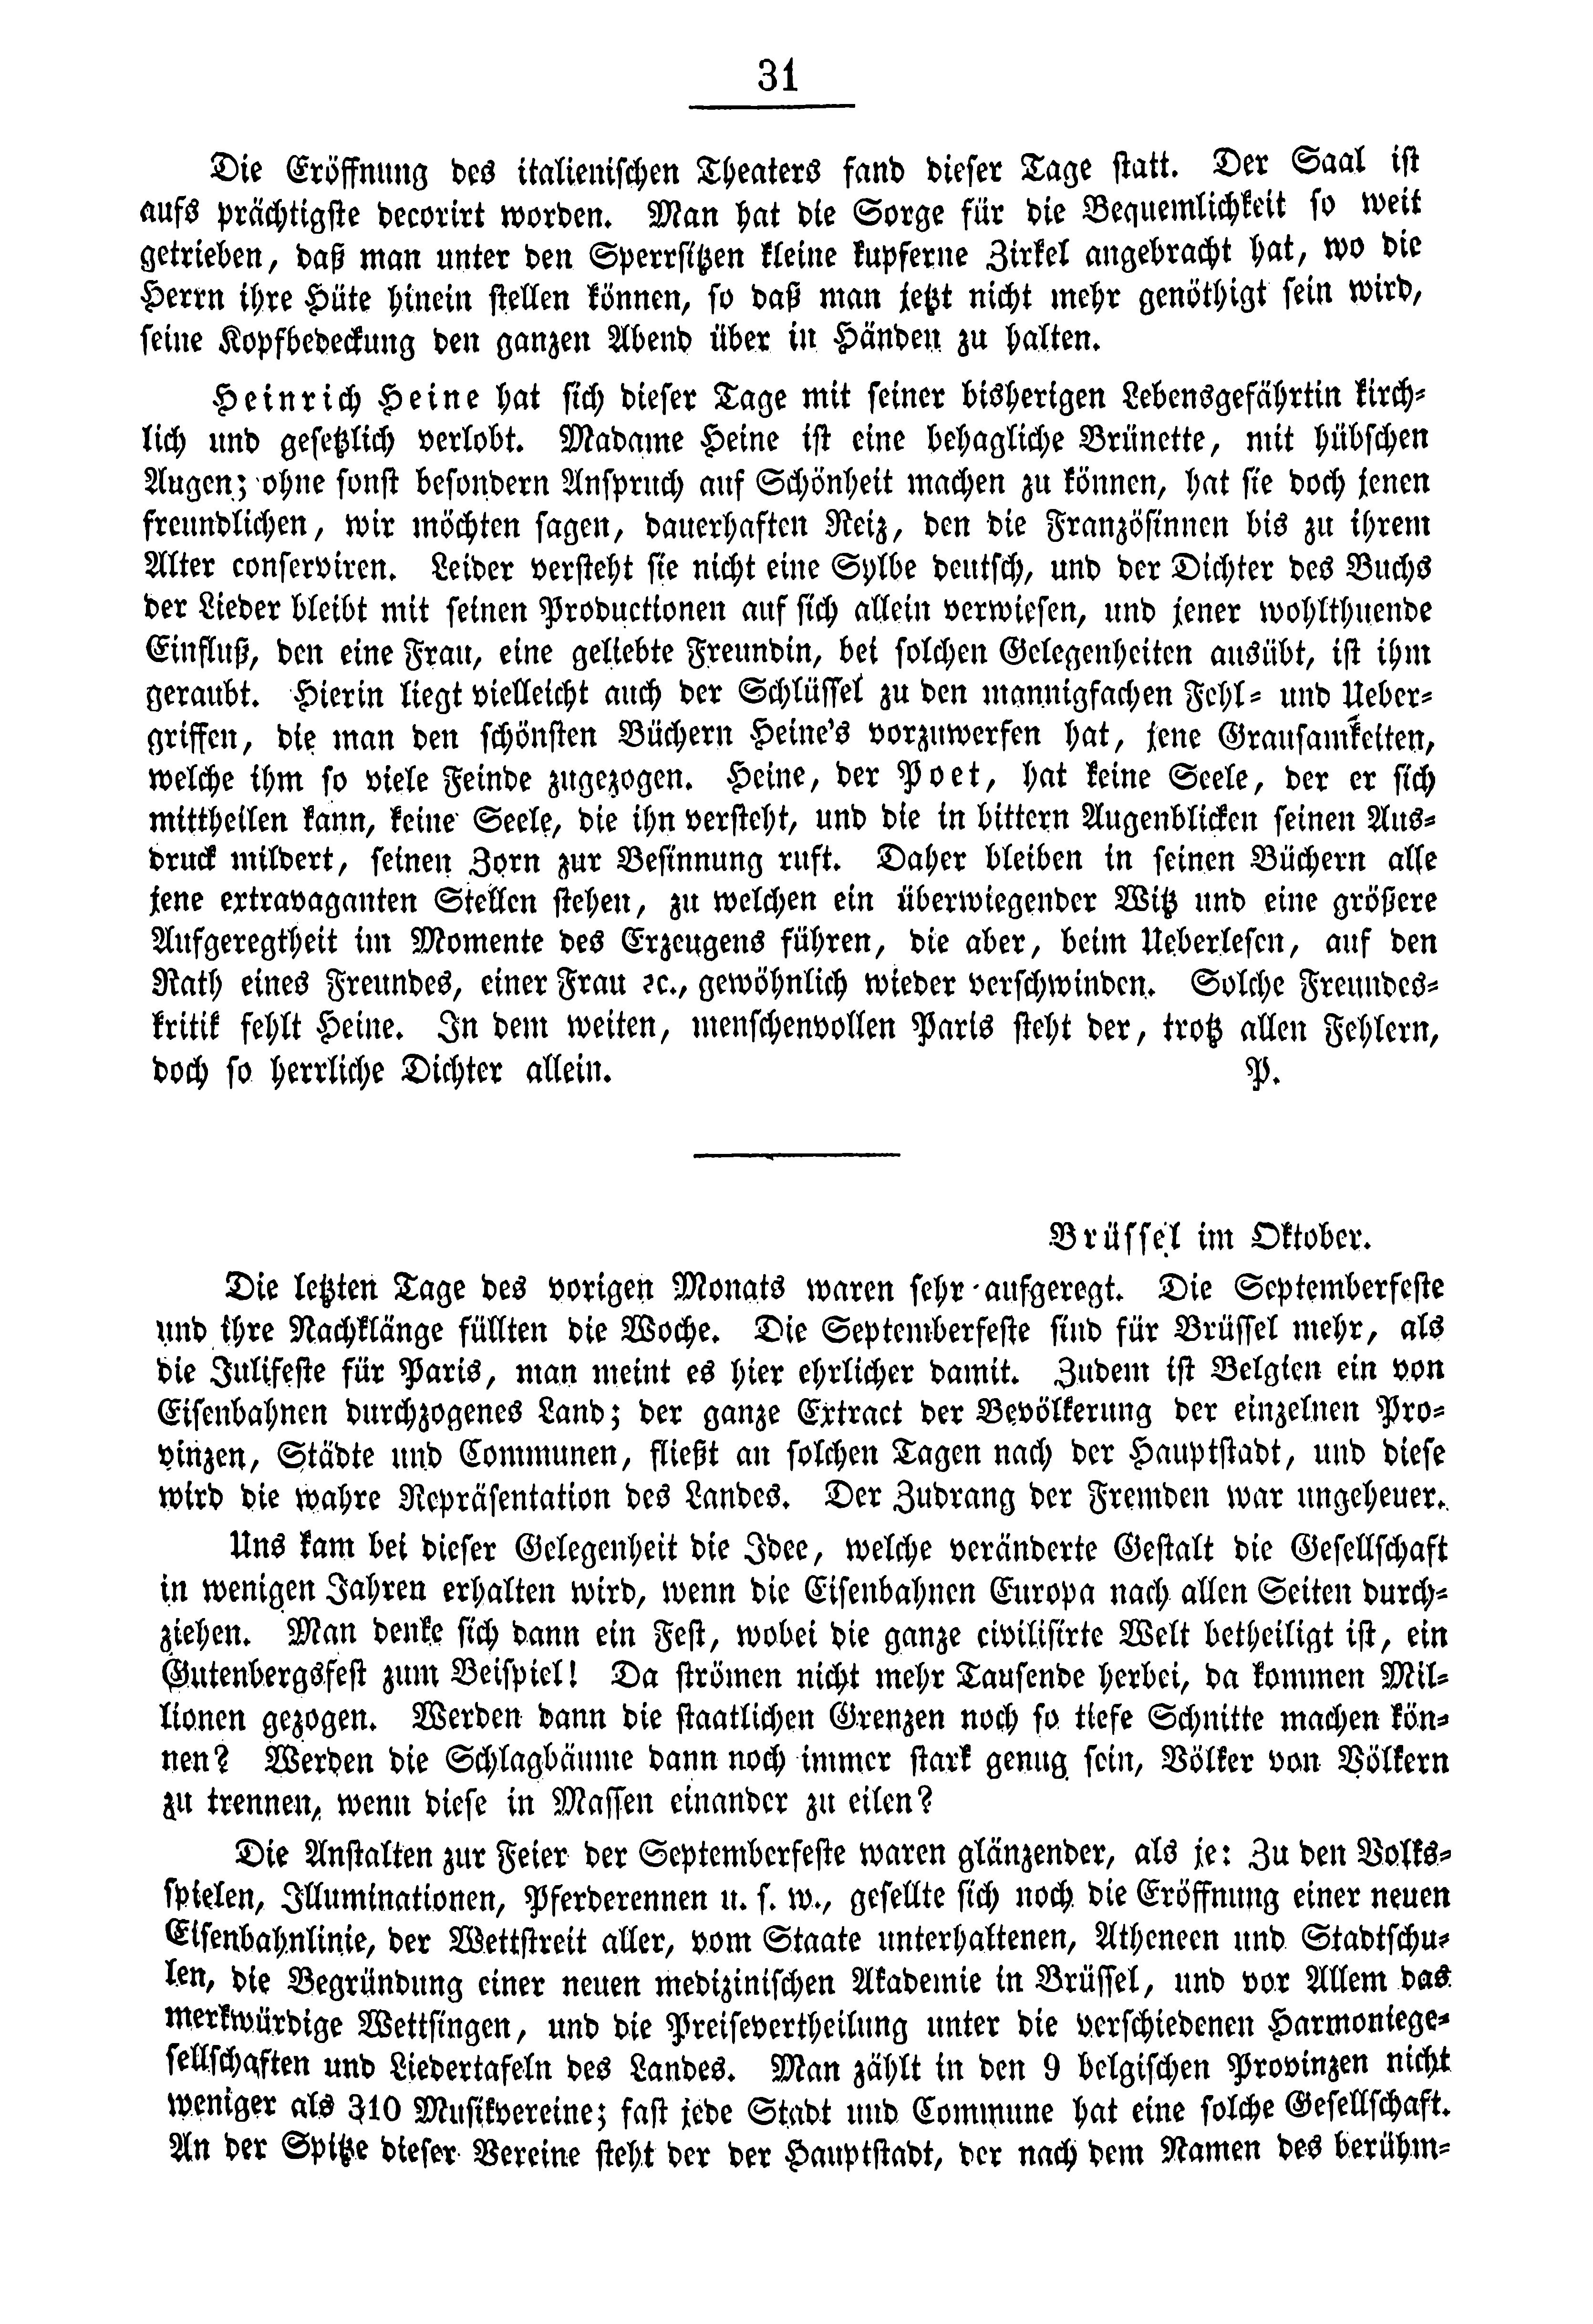 31
Die Eröffnung des italienischen Theaters fand dieser Tage statt. Der Saal ist
aufs prächtigste decorirt worden. Man hat die Sorge für die Bequemlichkeit so weit
getrieben, daß man unter den Sperrsitzen kleine kupferne Zirkel angebracht hat, wo die
Herrn ihre Hüte hinein stellen können, so daß man jetzt nicht mehr genöthigt sein wird,
seine Kopfbedeckung den ganzen Abend über in Händen zu halten.
Heinrich Heine hat sich dieser Tage mit seiner bisherigen Lebensgefährtin kirch-
lich und gesetzlich verlobt. Madame Heine ist eine behagliche Brünette, mit hübschen
Augen; ohne sonst besondern Anspruch auf Schönheit machen zu können, hat sie doch jenen
freundlichen, wir möchten sagen, dauerhaften Reiz, den die Französinnen bis zu ihrem
Alter conserviren. Leider versteht sie nicht eine Sylbe deutsch, und der Dichter des Buchs
der Lieder bleibt mit seinen Productionen auf sich allein verwiesen, und jener wohlthuende
Einfluß, den eine Frau, eine geliebte Freundin, bei solchen Gelegenheiten ausübt, ist ihm
geraubt. Hierin liegt vielleicht auch der Schlüssel zu den mannigfachen Fehl- und Ueber-
griffen, die man den schönsten Büchern Heine's vorzuwerfen hat, jene Grausamkeiten,
welche ihm so viele Feinde zugezogen. Heine, der Poet, hat keine Seele, der er sich
mittheilen kann, keine Seele, die ihn versteht, und die in bittern Augenblicken seinen Aus-
druck mildert, seinen Zorn zur Besinnung ruft. Daher bleiben in seinen Büchern alle
jene extravaganten Stellen stehen, zu welchen ein überwiegender Witz und eine größere
Aufgeregtheit im Momente des Erzeugens führen, die aber, beim Ueberlesen, auf den
Rath eines Freundes, einer Frau ꝛc., gewöhnlich wieder verschwinden. Solche Freundes-
kritik fehlt Heine. In dem weiten, menschenvollen Paris steht der, trotz allen Fehlern,
doch so herrliche Dichter allein. P.
Brüssel im Oktober.
Die letzten Tage des vorigen Monats waren sehr aufgeregt. Die Septemberfeste
und ihre Nachklänge füllten die Woche. Die Septemberfeste sind für Brüssel mehr, als
die Julifeste für Paris, man meint es hier ehrlicher damit. Zudem ist Belgien ein von
Eisenbahnen durchzogenes Land; der ganze Extract der Bevölkerung der einzelnen Pro-
vinzen, Städte und Communen, fließt an solchen Tagen nach der Hauptstadt, und diese
wird die wahre Repräsentation des Landes. Der Zudrang der Fremden war ungeheuer.
Uns kam bei dieser Gelegenheit die Idee, welche veränderte Gestalt die Gesellschaft
in wenigen Jahren erhalten wird, wenn die Eisenbahnen Europa nach allen Seiten durch-
ziehen. Man denke sich dann ein Fest, wobei die ganze civilisirte Welt betheiligt ist, ein
Gutenbergsfest zum Beispiel! Da strömen nicht mehr Tausende herbei, da kommen Mil-
lionen gezogen. Werden dann die staatlichen Grenzen noch so tiefe Schnitte machen kön-
nen? Werden die Schlagbäume dann noch immer stark genug sein, Völker von Völkern
zu trennen, wenn diese in Massen einander zu eilen?
Die Anstalten zur Feier der Septemberfeste waren glänzender, als je: Zu den Volks-
spielen, Illuminationen, Pferderennen u. s. w., gesellte sich noch die Eröffnung einer neuen
Eisenbahnlinie, der Wettstreit aller, vom Staate unterhaltenen, Atheneen und Stadtschu-
len, die Begründung einer neuen medizinischen Akademie in Brüssel, und vor Allem das
merkwürdige Wettsingen, und die Preisevertheilung unter die verschiedenen Harmoniege-
sellschaften und Liedertafeln des Landes. Man zählt in den 9 belgischen Provinzen nicht
weniger als 310 Musikvereine; fast jede Stadt und Commune hat eine solche Gesellschaft.
An der Spitze dieser Vereine steht der der Hauptstadt, der nach dem Namen des berühm-